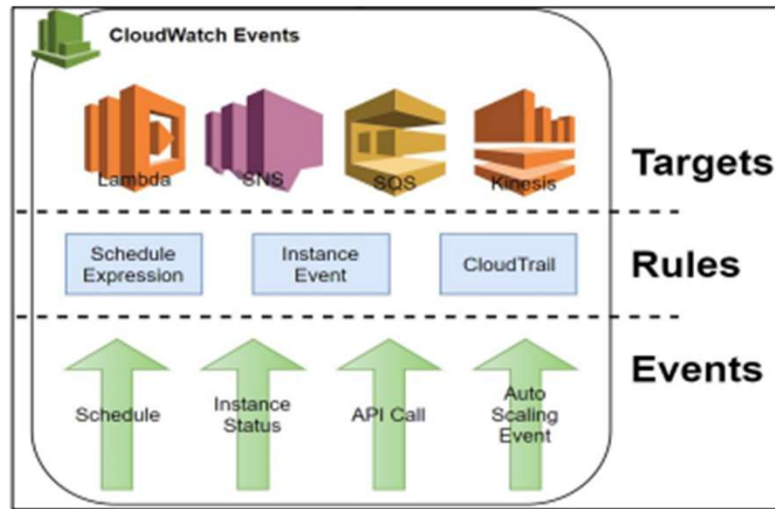 CloudWatch Events
Lambda
SNS
SQS
Kinesis
Targets
Schedule
Expression
Instance
Event
CloudTrail
Rules
Schedule
Instance
Status
API Call
Auto
Scaling
Event
Events